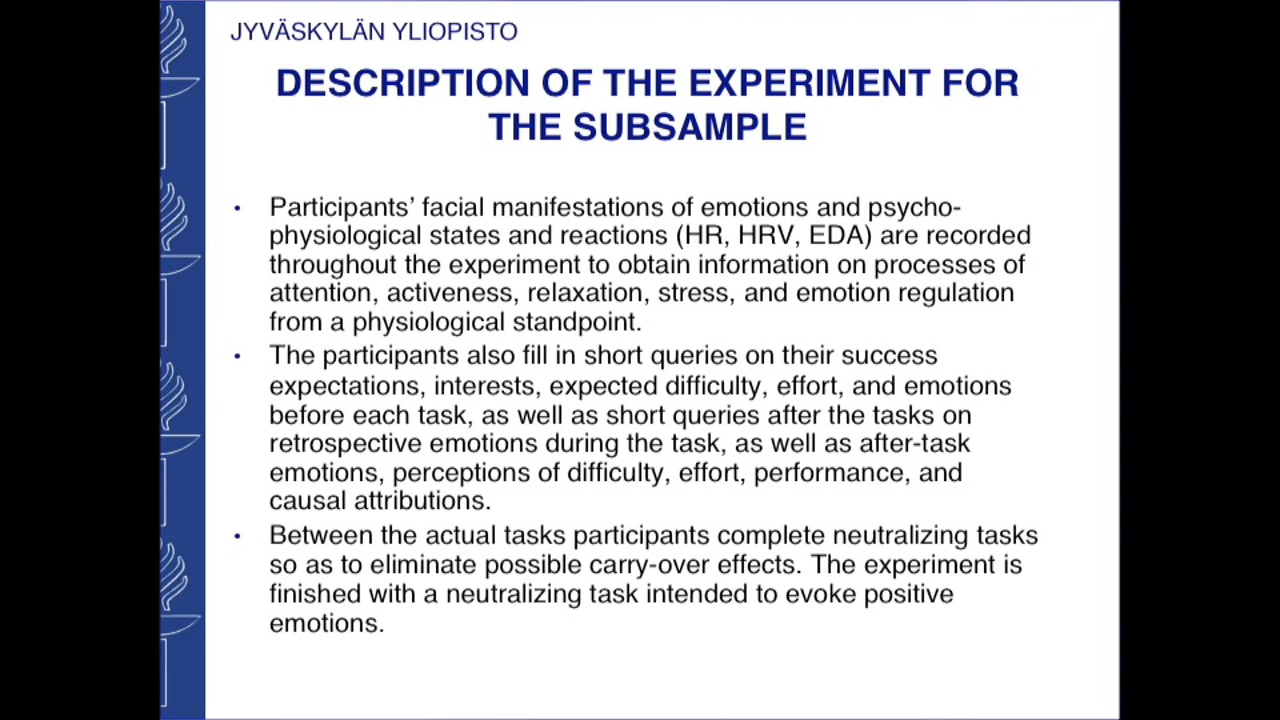 JYVÄSKYLÄN YLIOPISTO
DESCRIPTION OF THE EXPERIMENT FOR
THE SUBSAMPLE
• Participants’ facial manifestations of emotions and psycho-
physiological states and reactions (HR, HRV, EDA) are recorded
throughout the experiment to obtain information on processes of
attention, activeness, relaxation, stress, and emotion regulation
from a physiological standpoint.
• The participants also fill in short queries on their success
expectations, interests, expected difficulty, effort, and emotions
before each task, as well as short queries after the tasks on
retrospective emotions during the task, as well as after-task
emotions, perceptions of difficulty, effort, performance, and
causal attributions.
• Between the actual tasks participants complete neutralizing tasks
so as to eliminate possible carry-over effects. The experiment is
finished with a neutralizing task intended to evoke positive
emotions.